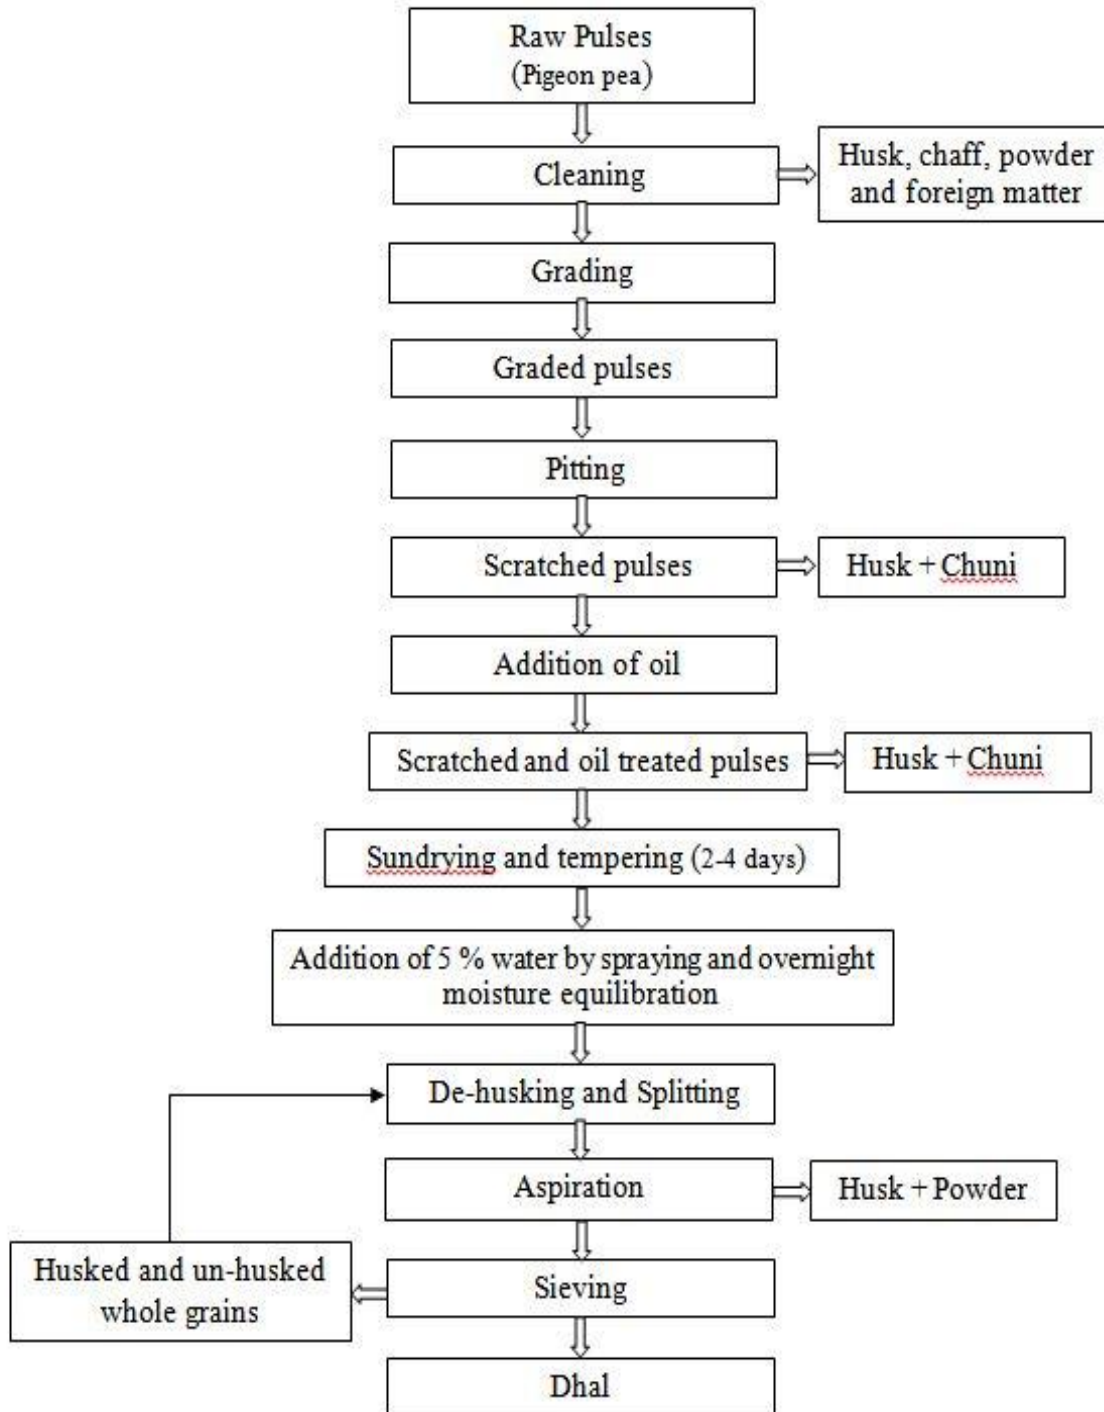 Raw Pulses
(Pigeon pea)
Cleaning
Husk, chaff, powder
and foreign matter
Grading
Graded pulses
Pitting
Scratched pulses
Husk + Chuni
Addition of oil
Scratched and oil treated pulses
Husk + Chuni
Sundrying and tempering (2-4 days)
Addition of 5 % water by spraying and overnight
moisture equilibration
De-husking and Splitting
Aspiration
Husk + Powder
Husked and un-husked
whole grains
Sieving
Dhal